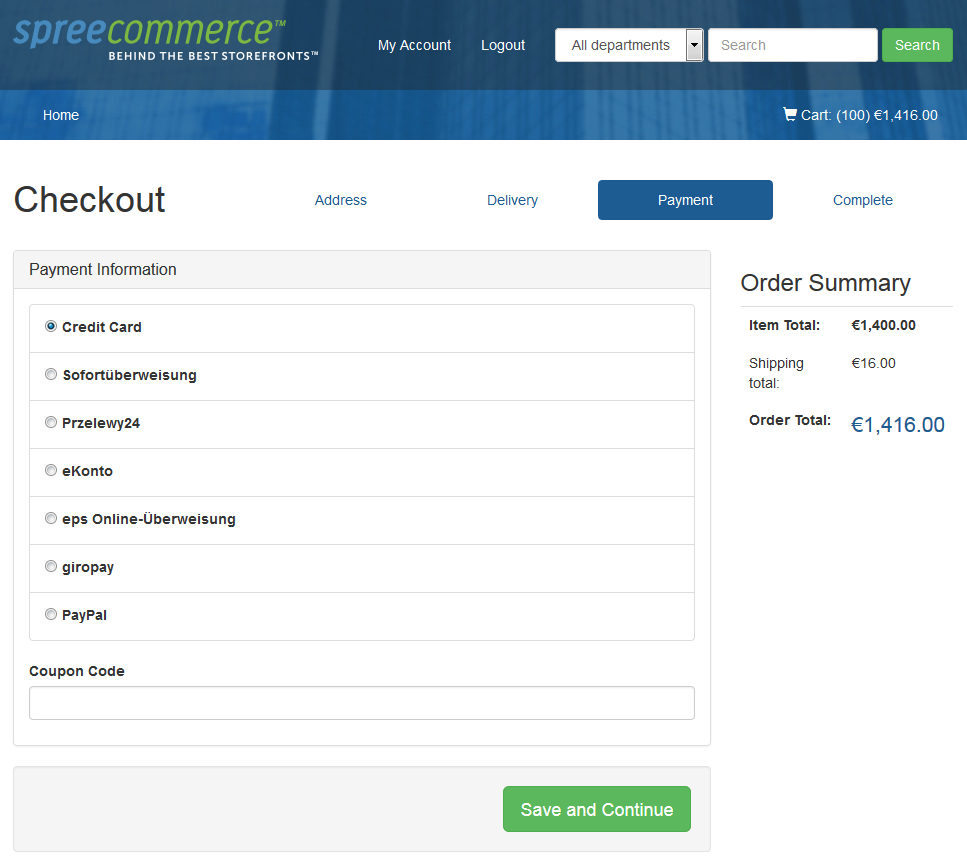 spreecommerce™
BEHIND THE BEST STOREFRONTS™
My Account Logout All departments Search Search
Home Cart: (100) €1,416.00
Checkout Address Delivery Payment Complete
Payment Information
Credit Card
Sofortüberweisung
Przelewy24
eKonto
eps Online-Überweisung
giropay
PayPal
Coupon Code
Save and Continue
Order Summary
Item Total: €1,400.00
Shipping €16.00
total:
Order Total: €1,416.00